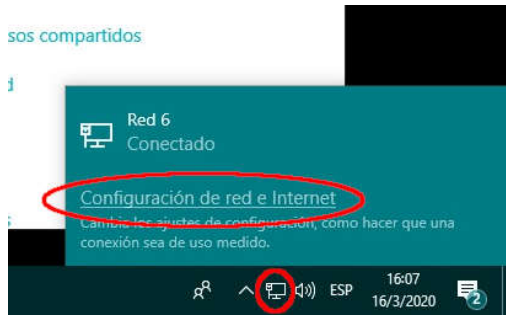 sos compartidos
d
Red 6
Conectado
Configuración de red e Internet
Cambie los ajustes de configuración, como hacer que una
conexión sea de uso medido.
s
ESP
16:07
16/3/2020
2